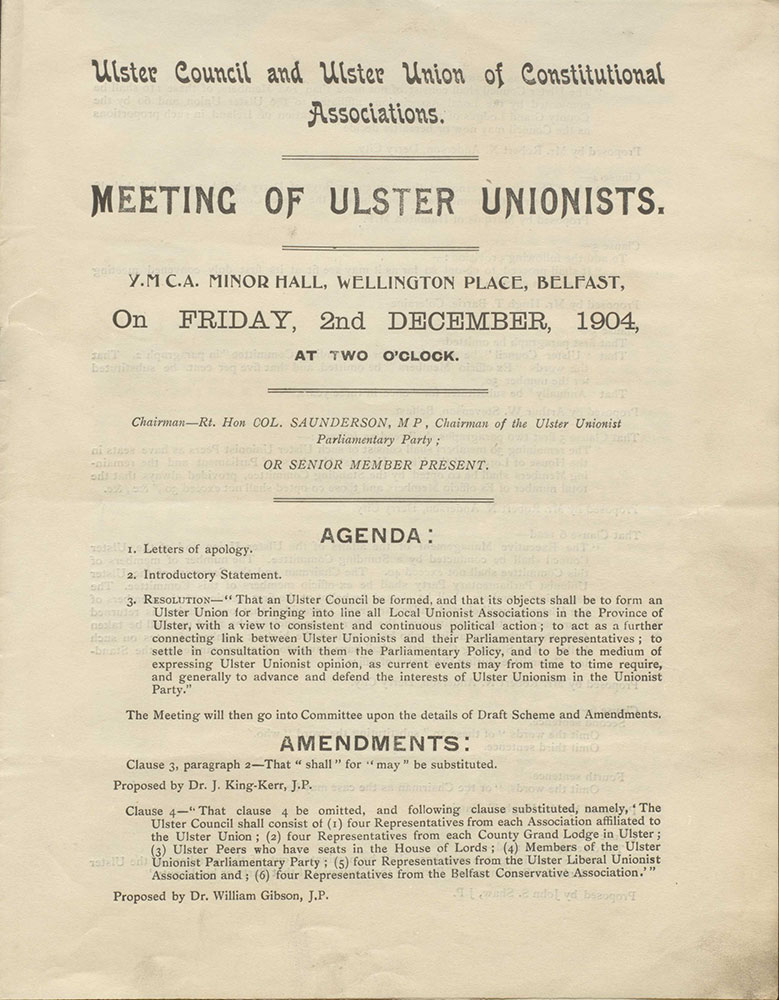 Ulster Council and Ulster Union of Constitutional
Associations.
MEETING OF ULSTER UNIONISTS.
Y.M C.A. MINOR HALL, WELLINGTON PLACE, BELFAST,
On FRIDAY, 2nd DECEMBER, 1904,
AT TWO O'CLOCK.
Chairman—Rt. Hon COL. SAUNDERSON, M P, Chairman of the Ulster Unionist
Parliamentary Party ;
OR SENIOR MEMBER PRESENT.
AGENDA:
1. Letters of apology.
2. Introductory Statement.
3. RESOLUTION—“ That an Ulster Council be formed, and that its objects shall be to form an
Ulster Union for bringing into line all Local Unionist Associations in the Province of
Ulster, with a view to consistent and continuous political action ; to act as a further
connecting link between Ulster Unionists and their Parliamentary representatives ; to
settle in consultation with them the Parliamentary Policy, and to be the medium of
expressing Ulster Unionist opinion, as current events may from time to time require,
and generally to advance and defend the interests of Ulster Unionism in the Unionist
Party.”
The Meeting will then go into Committee upon the details of Draft Scheme and Amendments.
AMENDMENTS:
Clause 3, paragraph 2—That “ shall ” for “ may ” be substituted.
Proposed by Dr. J. King-Kerr, J.P.
Clause 4—“ That clause 4 be omitted, and following clause substituted, namely, ‘ The
Ulster Council shall consist of (1) four Representatives from each Association affiliated to
the Ulster Union ; (2) four Representatives from each County Grand Lodge in Ulster ;
(3) Ulster Peers who have seats in the House of Lords ; (4) Members of the Ulster
Unionist Parliamentary Party ; (5) four Representatives from the Ulster Liberal Unionist
Association and ; (6) four Representatives from the Belfast Conservative Association.’ ”
Proposed by Dr. William Gibson, J.P.